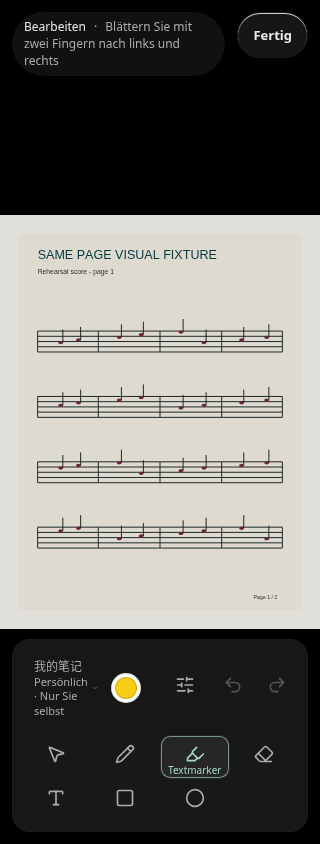 Bearbeiten · Blättern Sie mit
zwei Fingern nach links und
rechts
Fertig
SAME PAGE VISUAL FIXTURE
Rehearsal score - page 1
Page 1 / 2
我的笔记
Persönlich
· Nur Sie
selbst
Textmarker